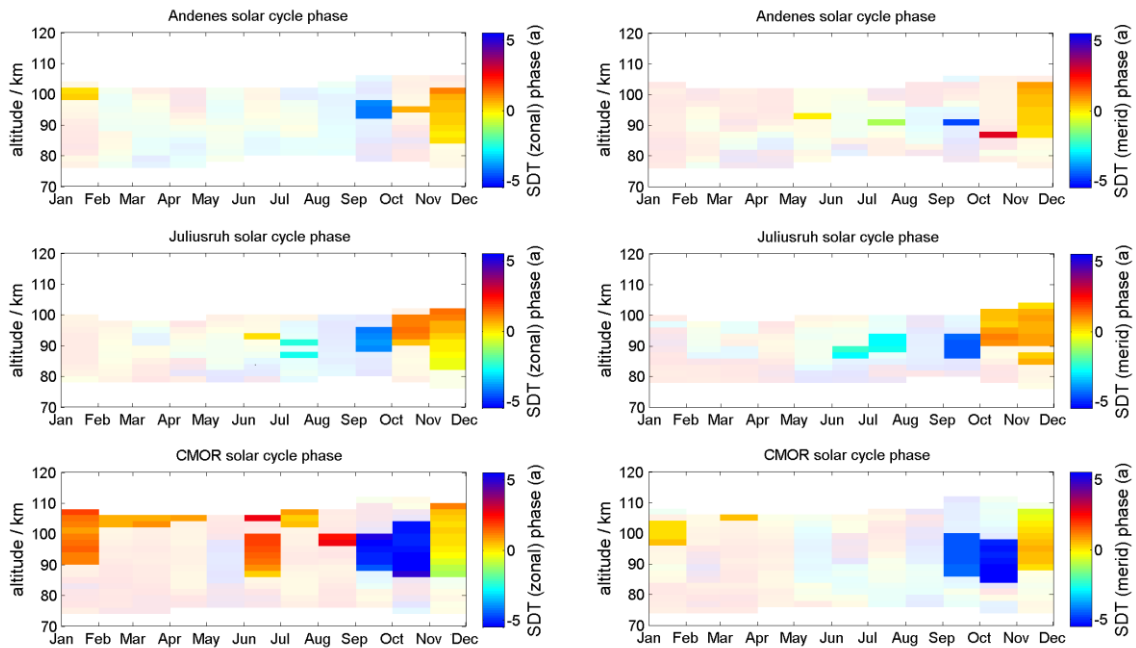 Andenes solar cycle phase
altitude / km
120
110
100
90
80
70
Jan Feb Mar Apr May Jun Jul Aug Sep Oct Nov Dec
5
0
-5
SDT (zonal) phase (a)
Andenes solar cycle phase
altitude / km
120
110
100
90
80
70
Jan Feb Mar Apr May Jun Jul Aug Sep Oct Nov Dec
5
0
-5
SDT (merid) phase (a)
Juliusruh solar cycle phase
altitude / km
120
110
100
90
80
70
Jan Feb Mar Apr May Jun Jul Aug Sep Oct Nov Dec
5
0
-5
SDT (zonal) phase (a)
Juliusruh solar cycle phase
altitude / km
120
110
100
90
80
70
Jan Feb Mar Apr May Jun Jul Aug Sep Oct Nov Dec
5
0
-5
SDT (merid) phase (a)
CMOR solar cycle phase
altitude / km
120
110
100
90
80
70
Jan Feb Mar Apr May Jun Jul Aug Sep Oct Nov Dec
5
0
-5
SDT (zonal) phase (a)
CMOR solar cycle phase
altitude / km
120
110
100
90
80
70
Jan Feb Mar Apr May Jun Jul Aug Sep Oct Nov Dec
5
0
-5
SDT (merid) phase (a)